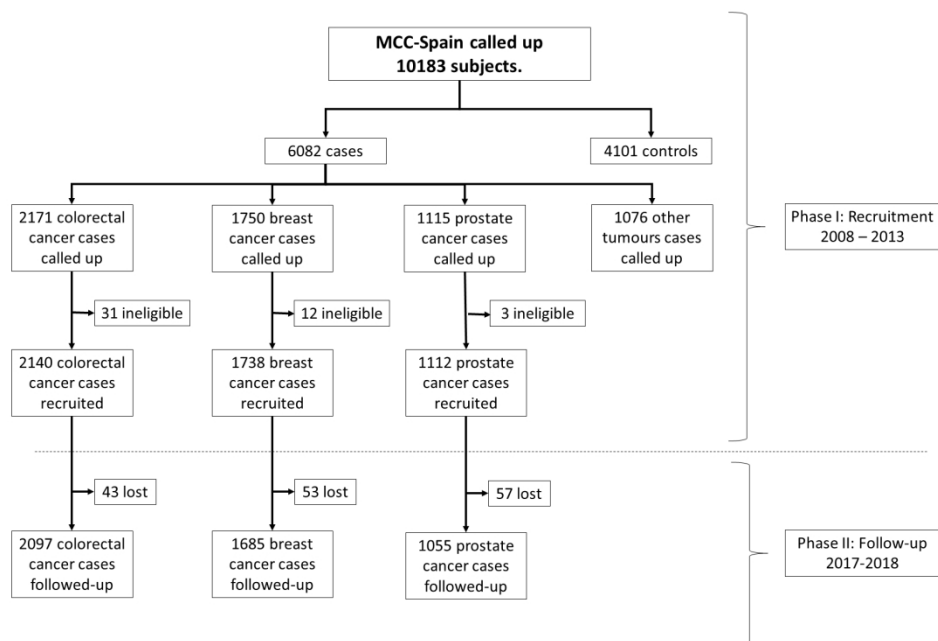 MCC-Spain called up
10183 subjects.
6082 cases
4101 controls
2171 colorectal
cancer cases
called up
1750 breast
cancer cases
called up
1115 prostate
cancer cases
called up
1076 other
tumours cases
called up
Phase I: Recruitment
2008 – 2013
31 ineligible
12 ineligible
3 ineligible
2140 colorectal
cancer cases
recruited
1738 breast
cancer cases
recruited
1112 prostate
cancer cases
recruited
43 lost
53 lost
57 lost
2097 colorectal
cancer cases
followed-up
1685 breast
cancer cases
followed-up
1055 prostate
cancer cases
followed-up
Phase II: Follow-up
2017-2018